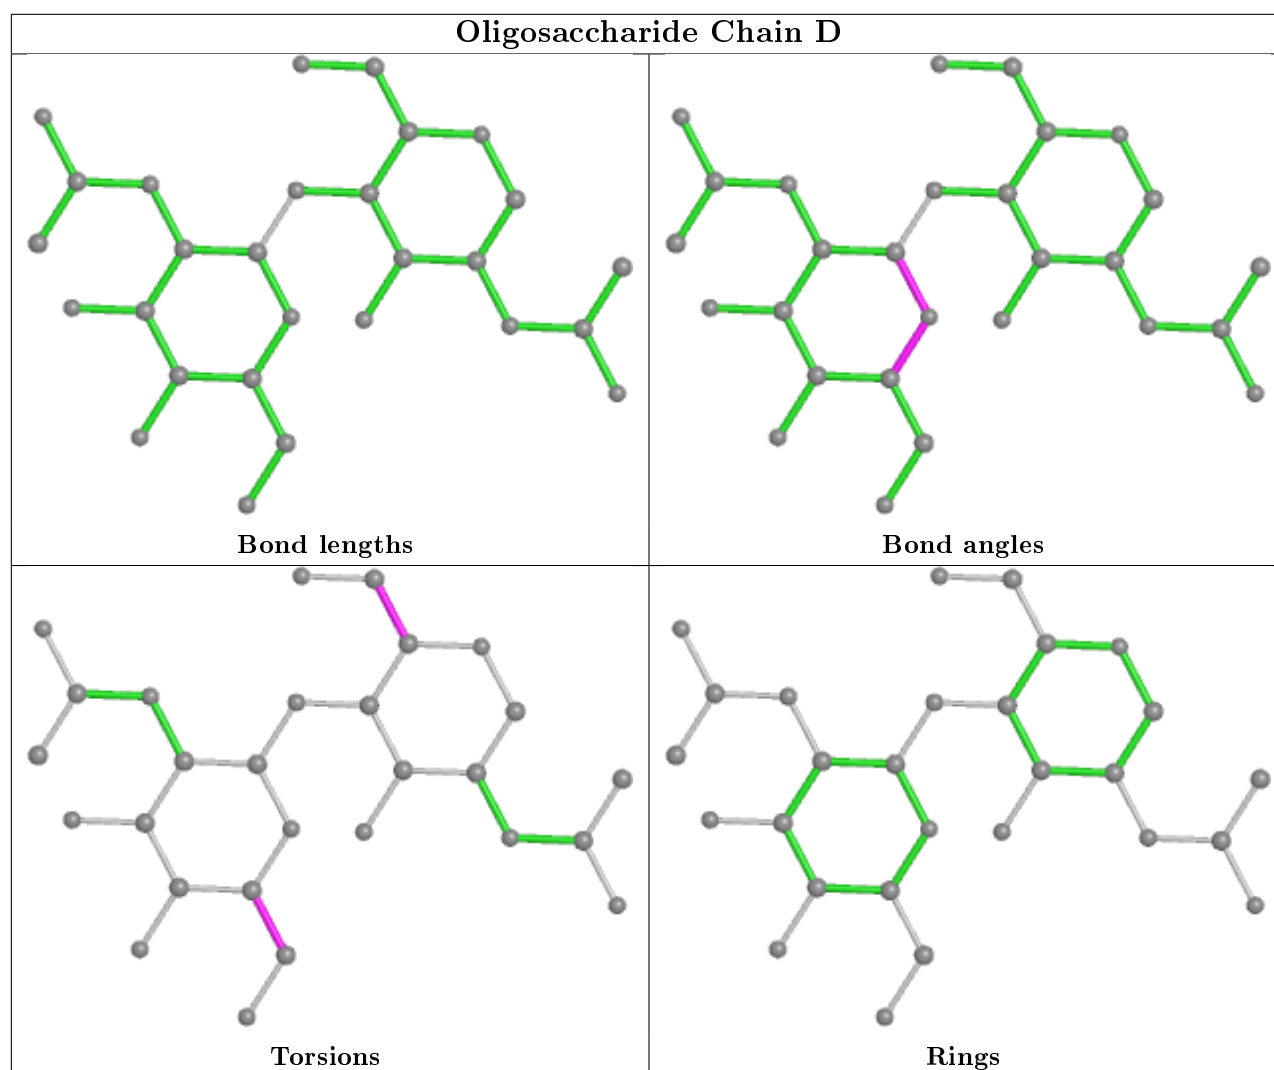 Oligosaccharide Chain D
Bond lengths
Bond angles
Torsions
Rings